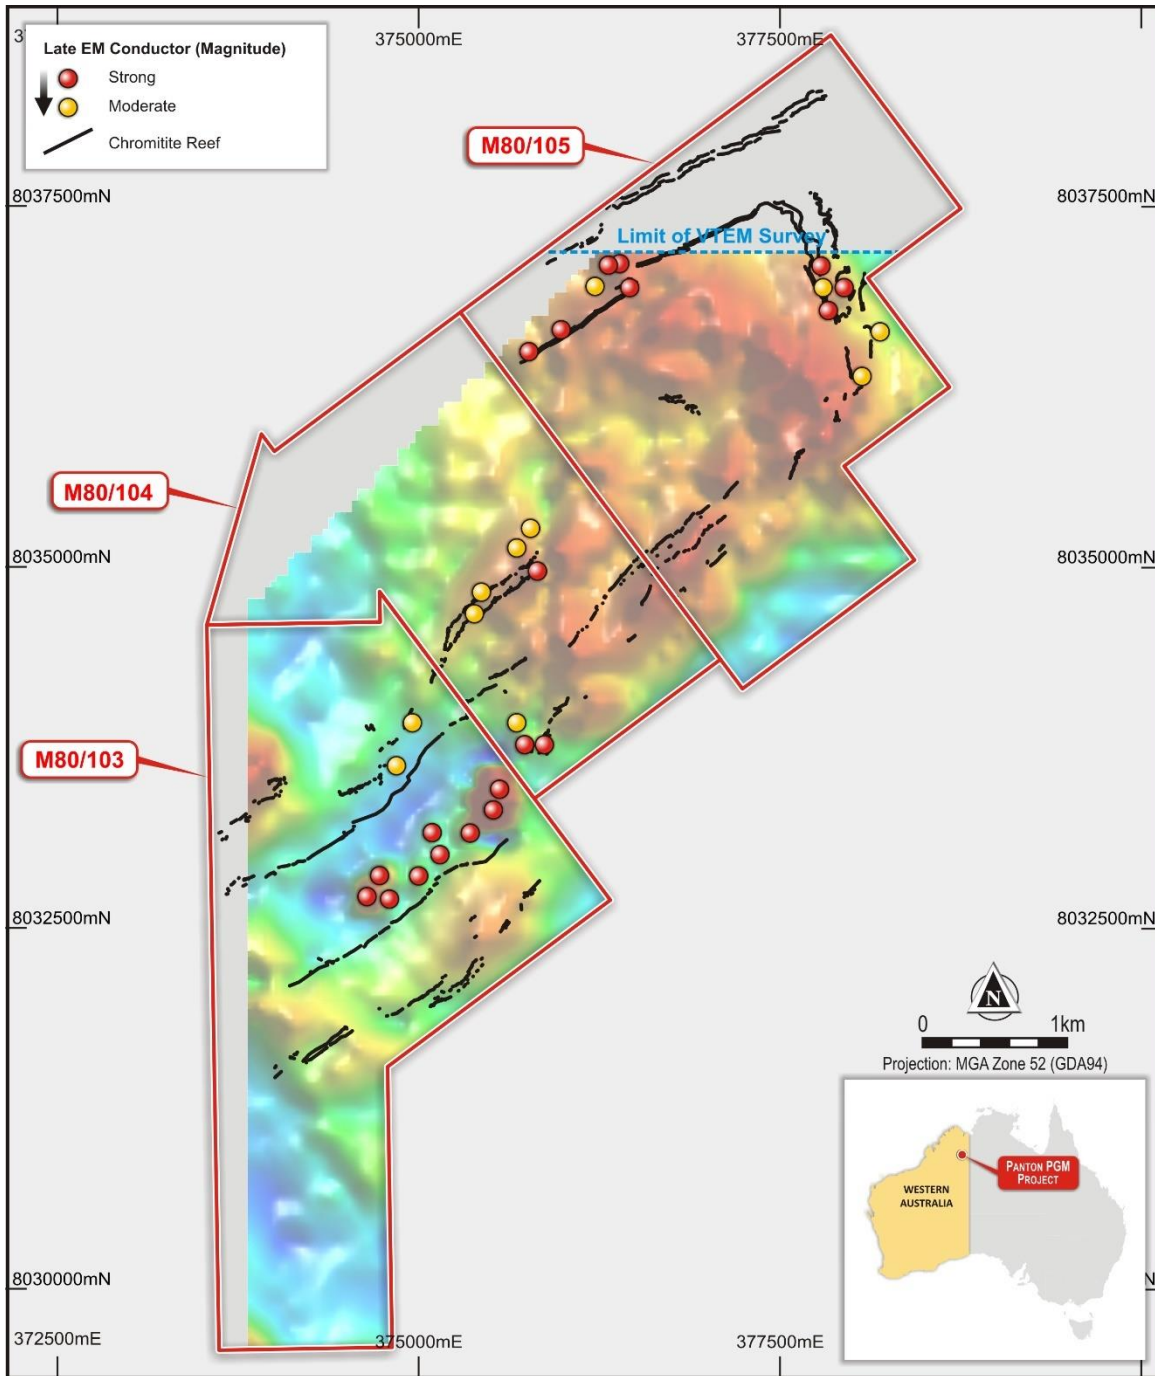 375000mE
377500mE
Late EM Conductor (Magnitude)
Strong
Moderate
Chromitite Reef
M80/105
8037500mN
8037500mN
Limit of VTEM Survey
M80/104
8035000mN
8035000mN
M80/103
8032500mN
8032500mN
N
0 1km
Projection: MGA Zone 52 (GDA94)
PANTON PGM
PROJECT
WESTERN
AUSTRALIA
8030000mN
372500mE
375000mE
377500mE